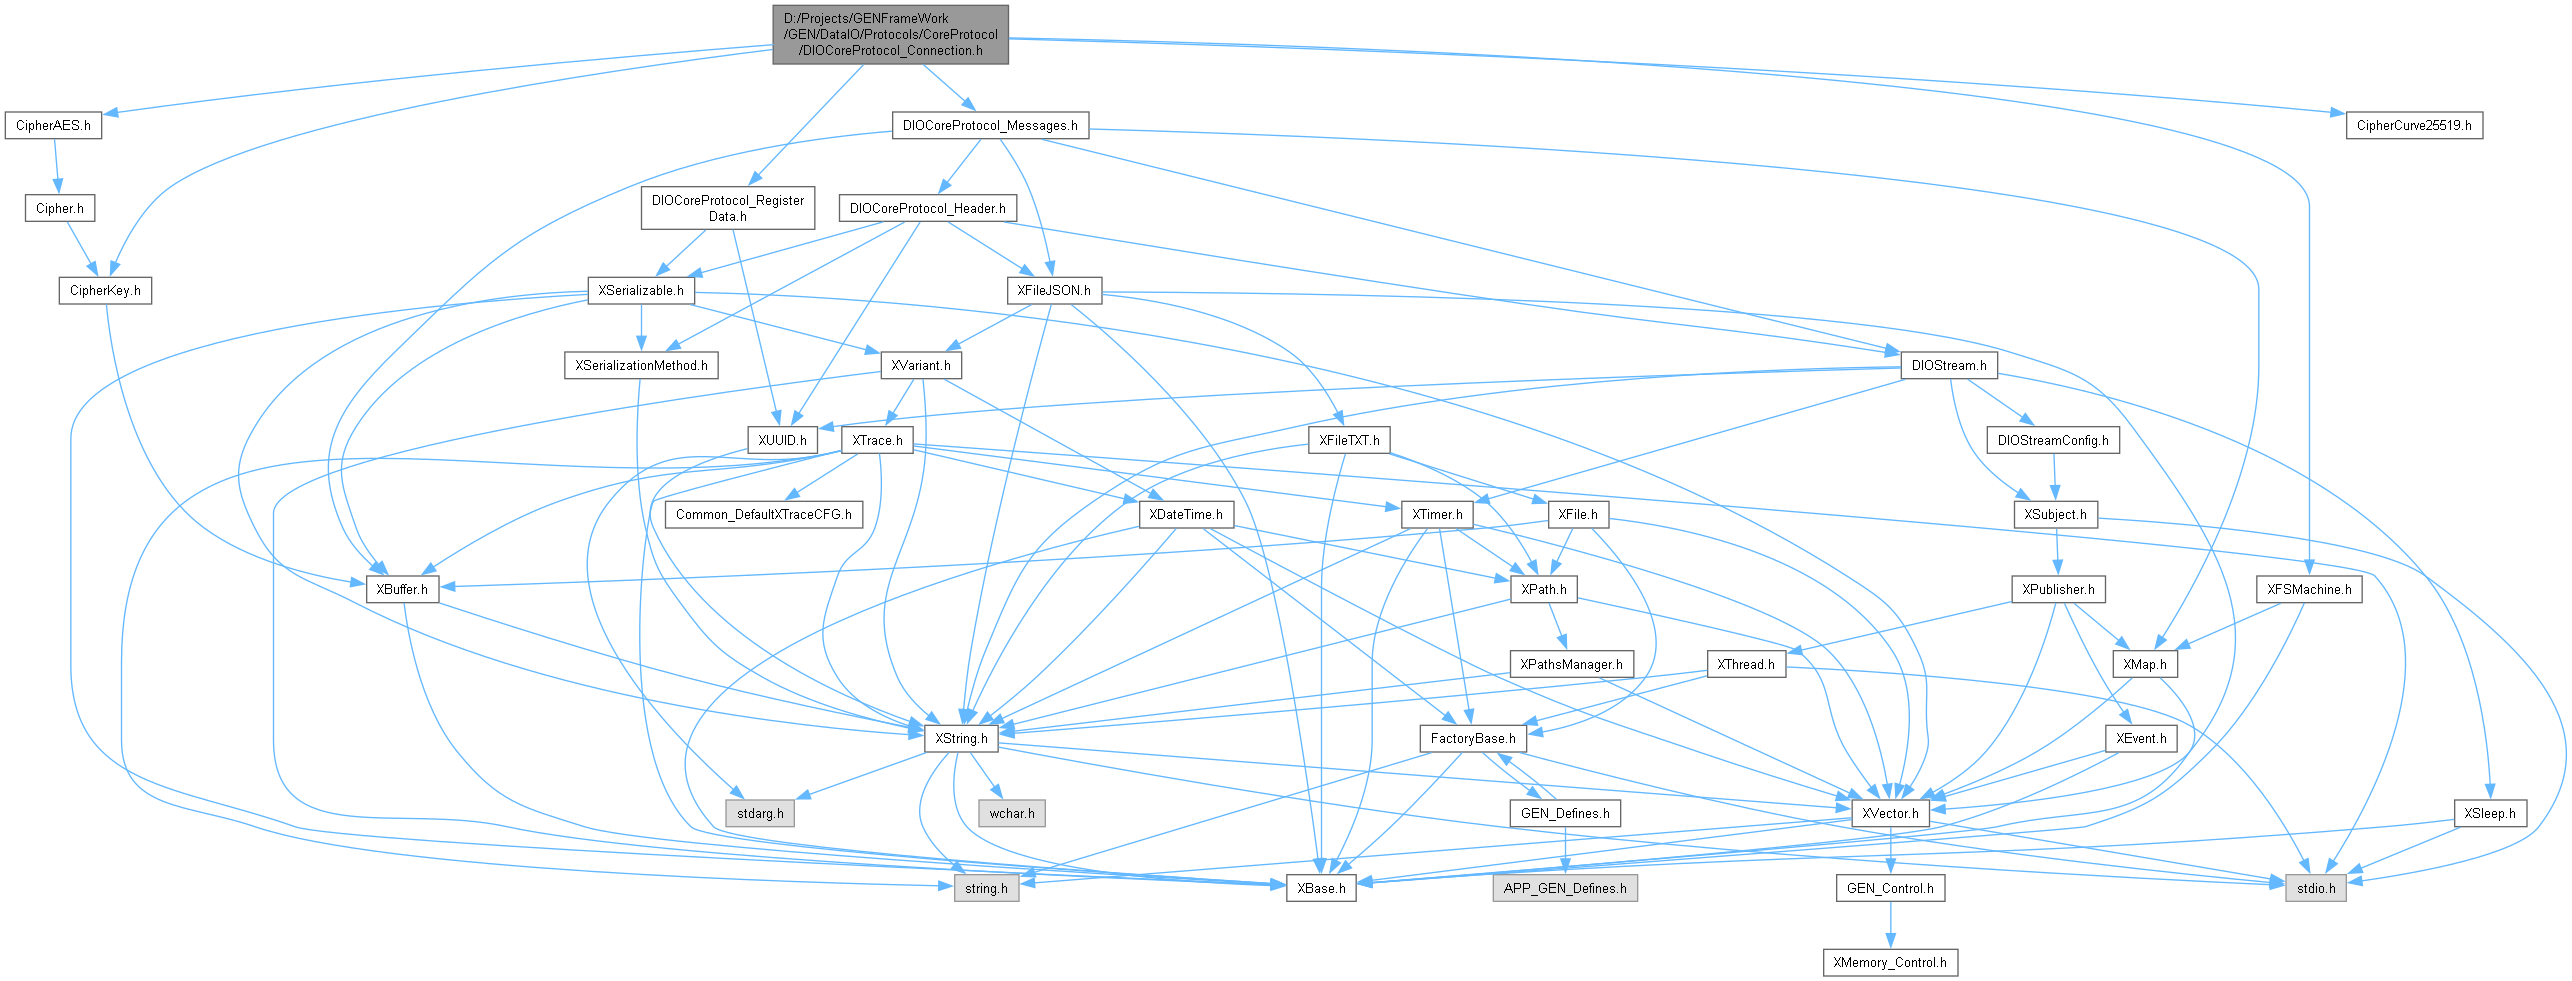 D:/Projects/GENFrameWork
/GEN/DataIO/Protocols/CoreProtocol
/DIOCoreProtocol_Connection.h
CipherAES.h
DIOCoreProtocol_Messages.h
CipherCurve25519.h
Cipher.h
DIOCoreProtocol_Register
Data.h
DIOCoreProtocol_Header.h
CipherKey.h
XSerializable.h
XFileJSON.h
XSerializationMethod.h
XVariant.h
DIOStream.h
XUUID.h
XTrace.h
XFileTXT.h
DIOStreamConfig.h
Common_DefaultXTraceCFG.h
XDateTime.h
XTimer.h
XFile.h
XSubject.h
XBuffer.h
XPath.h
XPublisher.h
XFSMachine.h
XPathsManager.h
XThread.h
XMap.h
XString.h
FactoryBase.h
XEvent.h
stdarg.h
wchar.h
GEN_Defines.h
XVector.h
XSleep.h
string.h
XBase.h
APP_GEN_Defines.h
GEN_Control.h
stdio.h
XMemory_Control.h